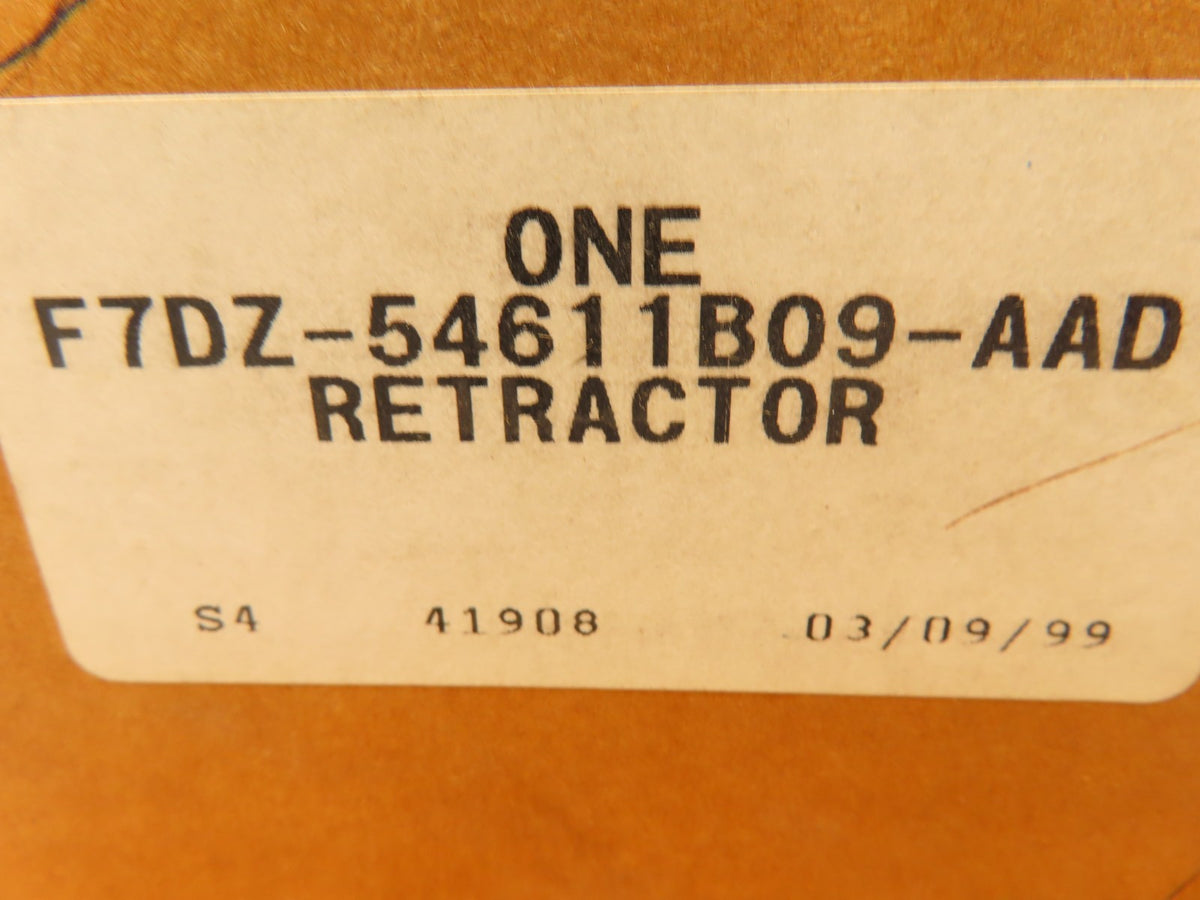 ONE
F7DZ-54611B09-AAD
RETRACTOR
S4 41908 03/09/99